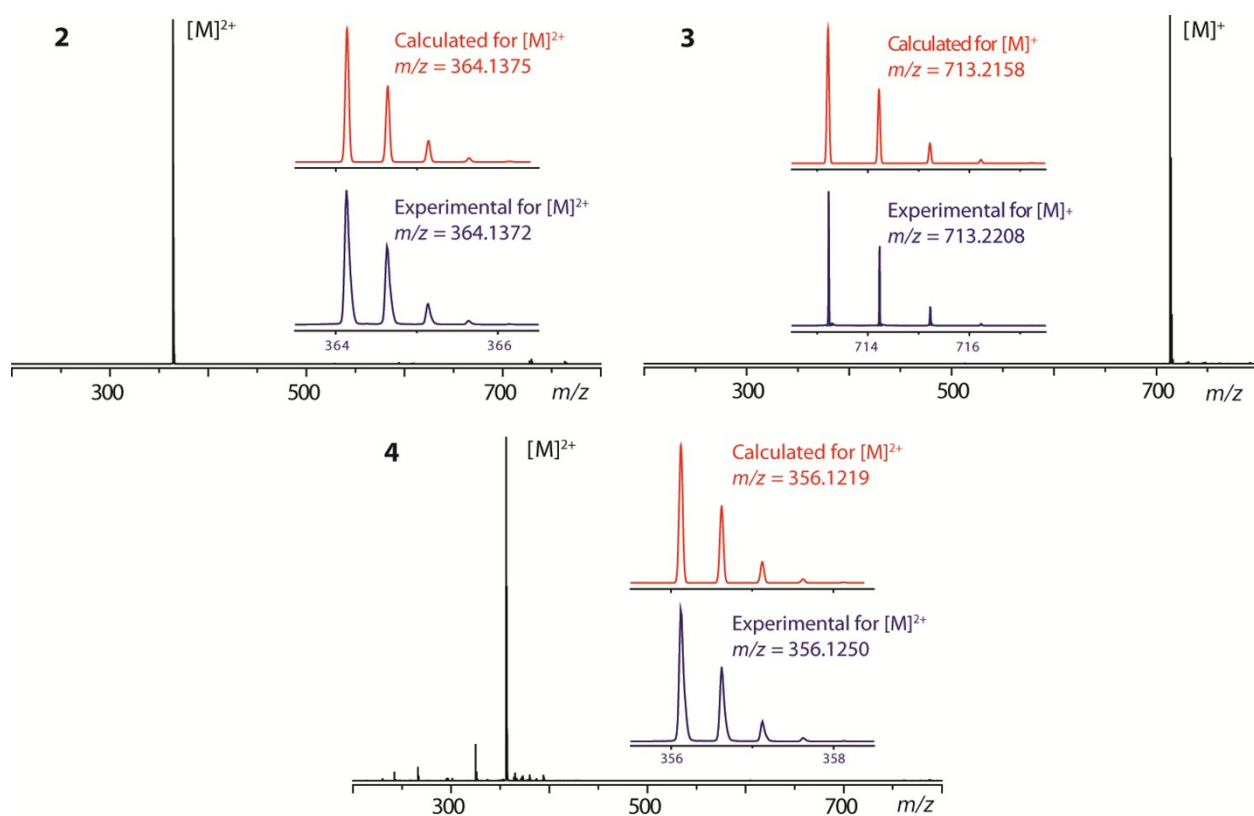 2
[M]2+
Calculated for [M]2+
m/z = 364.1375
Experimental for [M]2+
m/z = 364.1372
364 366
300 500 700 m/z
3
[M]+
Calculated for [M]+
m/z = 713.2158
Experimental for [M]+
m/z = 713.2208
714 716
300 500 700 m/z
4
[M]2+
Calculated for [M]2+
m/z = 356.1219
Experimental for [M]2+
m/z = 356.1250
356 358
300 500 700 m/z